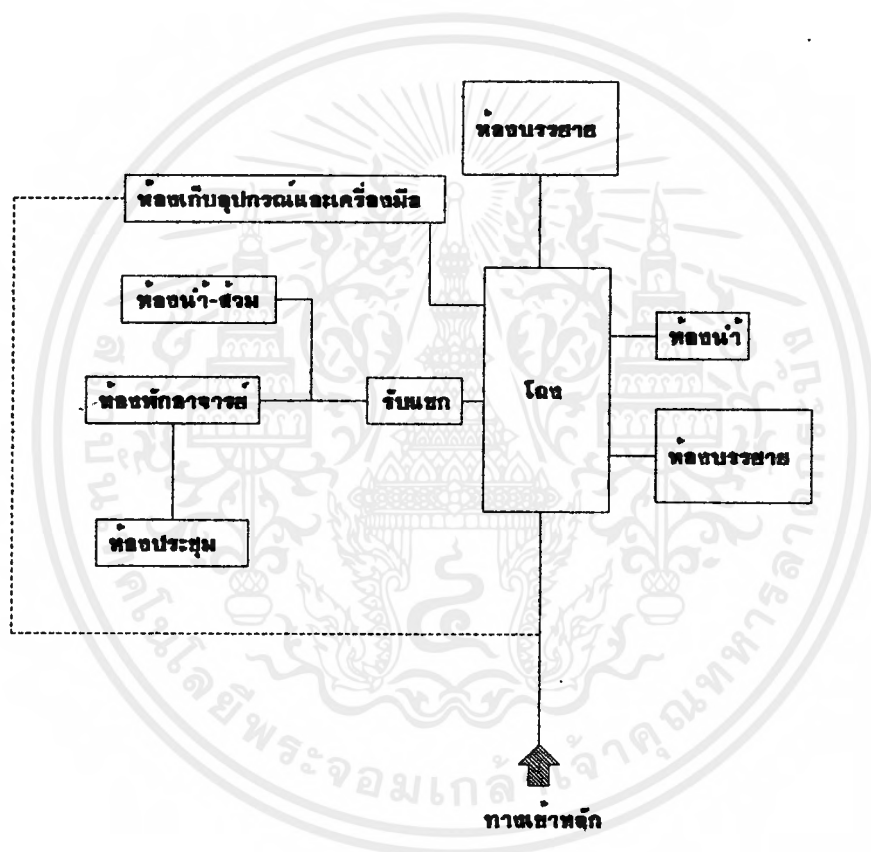 ห้องบรรยาย
ห้องเก็บอุปกรณ์และเครื่องมือ
ห้องน้ำ-ส้วม
ห้องน้ำ
ห้องพักอาจารย์
รับแขก
โถง
ห้องบรรยาย
ห้องประชุม
ทางเข้าหลัก